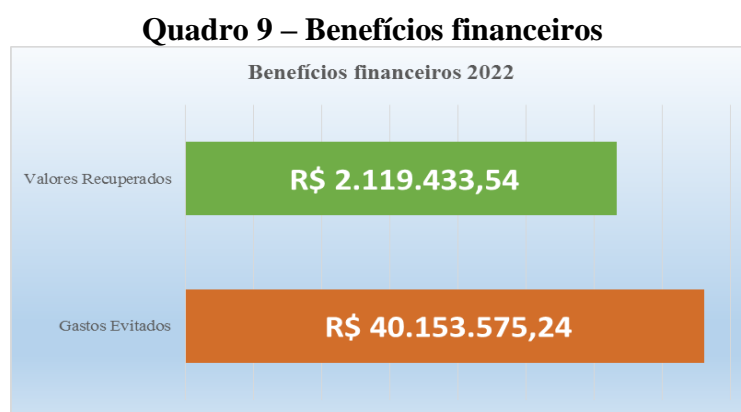 Quadro 9 – Benefícios financeiros
Benefícios financeiros 2022
Valores Recuperados
R$ 2.119.433,54
Gastos Evitados
R$ 40.153.575,24